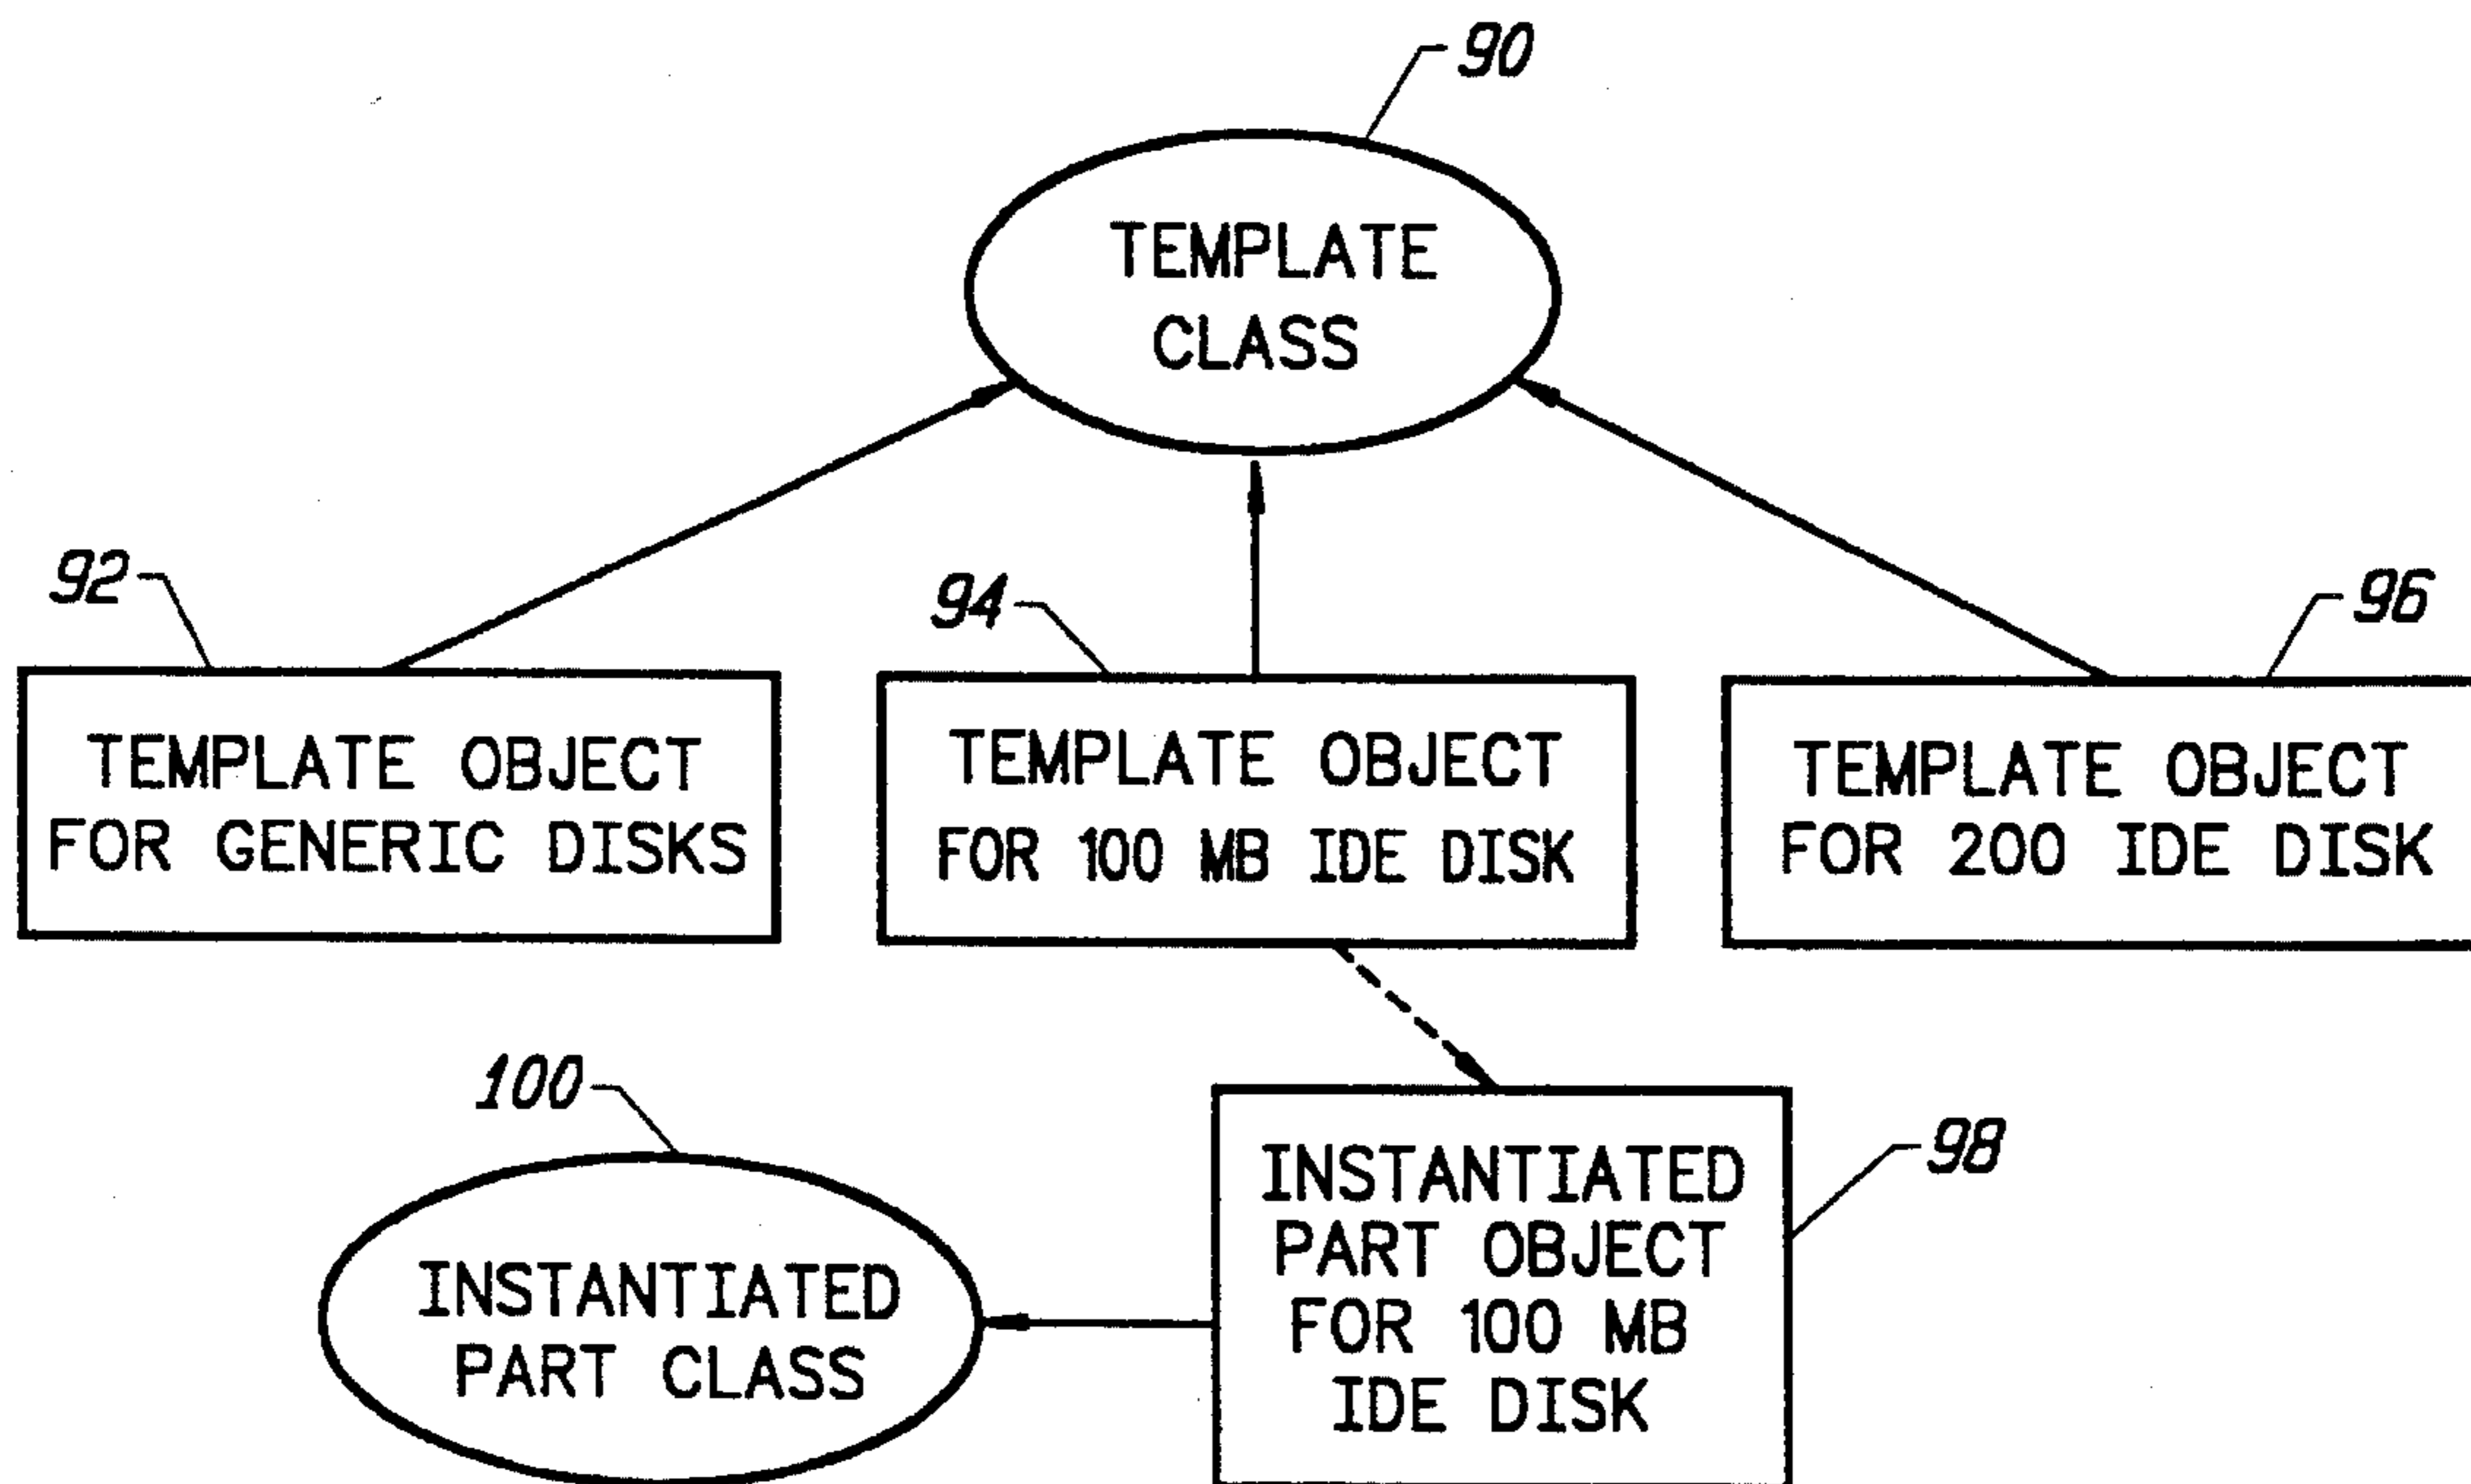 90
TEMPLATE
CLASS
92
94
96
TEMPLATE OBJECT
FOR GENERIC DISKS
TEMPLATE OBJECT
FOR 100 MB IDE DISK
TEMPLATE OBJECT
FOR 200 IDE DISK
100
98
INSTANTIATED
PART CLASS
INSTANTIATED
PART OBJECT
FOR 100 MB
IDE DISK